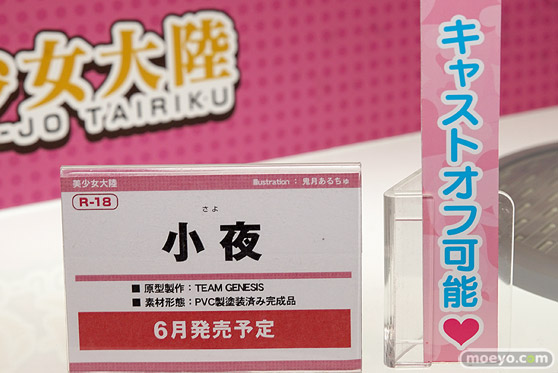 少女大陸
-JO TAIRIKU
キャストオフ可能♥
美少女大陸 Illustration : 鬼月あるちゅ
R-18
さよ
小夜
■ 原型製作：TEAM GENESIS
■ 素材形態：PVC製塗装済み完成品
6月発売予定
moeyo.com